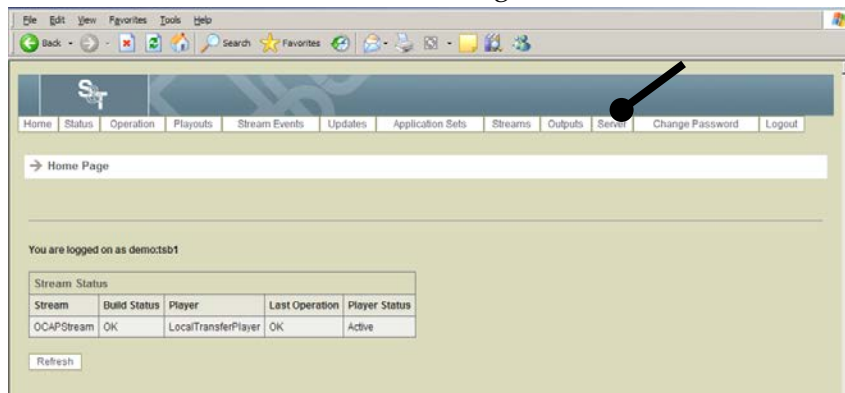 File Edit View Favorites Tools Help
Back Search Favorites
S&T
Home Status Operation Playouts Stream Events Updates Application Sets Streams Outputs Server Change Password Logout
→ Home Page
You are logged on as demo:tsb1
Stream Status
Stream Build Status Player Last Operation Player Status
OCAPStream OK LocalTransferPlayer OK Active
Refresh